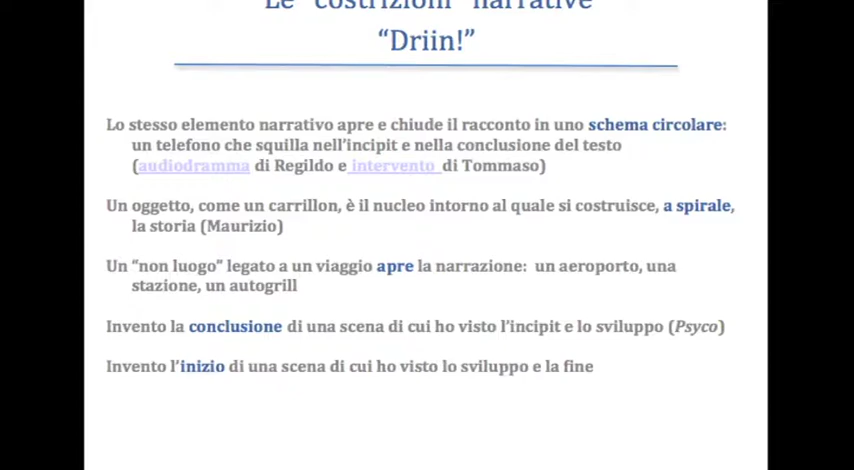 Le "costrizioni" narrative
"Driin!"
Lo stesso elemento narrativo apre e chiude il racconto in uno schema circolare:
un telefono che squilla nell'incipit e nella conclusione del testo
(audiodramma di Regildo e intervento di Tommaso)
Un oggetto, come un carrillon, è il nucleo intorno al quale si costruisce, a spirale,
la storia (Maurizio)
Un "non luogo" legato a un viaggio apre la narrazione: un aeroporto, una
stazione, un autogrill
Invento la conclusione di una scena di cui ho visto l'incipit e lo sviluppo (Psyco)
Invento l'inizio di una scena di cui ho visto lo sviluppo e la fine